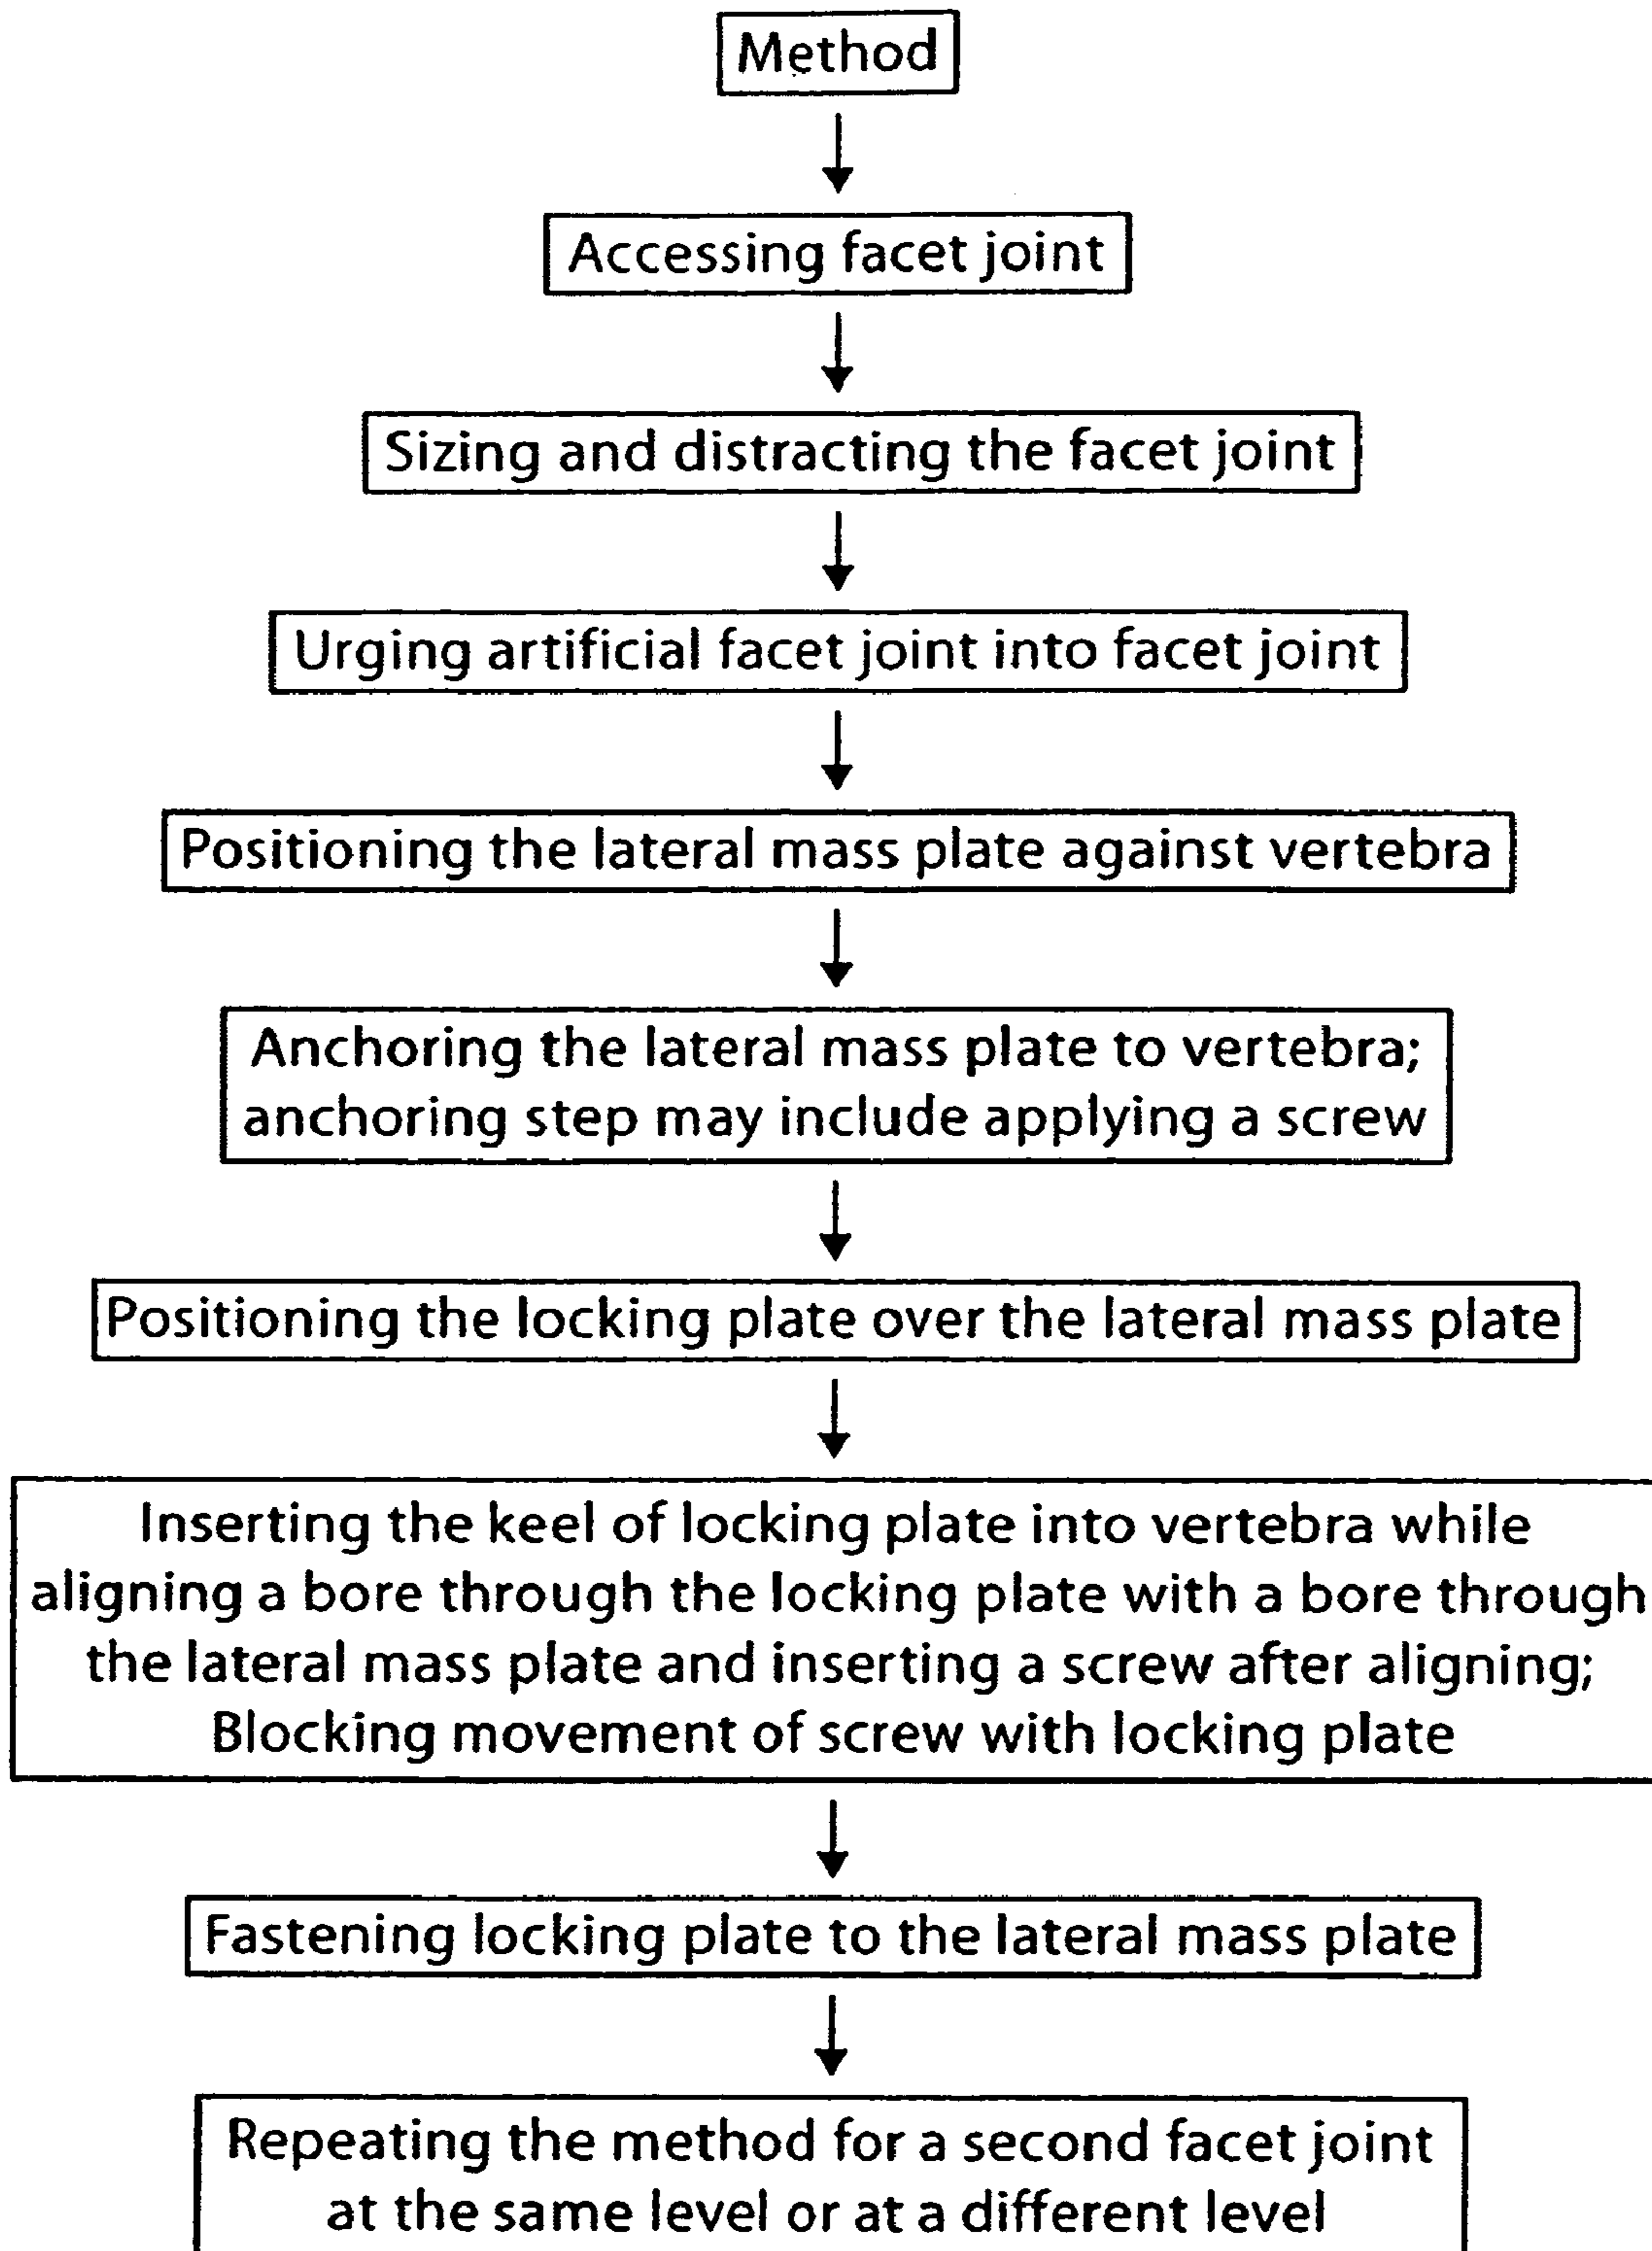 Method
Accessing facet joint
Sizing and distracting the facet joint
Urging artificial facet joint into facet joint
Positioning the lateral mass plate against vertebra
Anchoring the lateral mass plate to vertebra;
anchoring step may include applying a screw
Positioning the locking plate over the lateral mass plate
Inserting the keel of locking plate into vertebra while
aligning a bore through the locking plate with a bore through
the lateral mass plate and inserting a screw after aligning;
Blocking movement of screw with locking plate
Fastening locking plate to the lateral mass plate
Repeating the method for a second facet joint
at the same level or at a different level